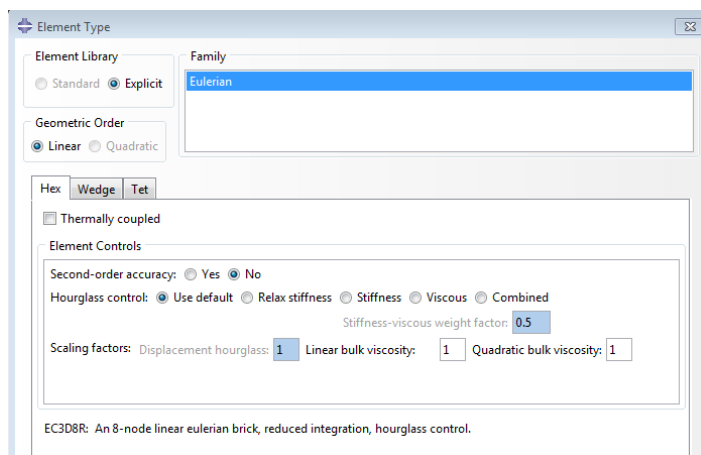 Element Type
Element Library
Family
Standard Explicit
Eulerian
Geometric Order
Linear Quadratic
Hex Wedge Tet
Thermally coupled
Element Controls
Second-order accuracy: Yes No
Hourglass control: Use default Relax stiffness Stiffness Viscous Combined
Stiffness-viscous weight factor: 0.5
Scaling factors: Displacement hourglass: 1 Linear bulk viscosity: 1 Quadratic bulk viscosity: 1
EC3D8R: An 8-node linear eulerian brick, reduced integration, hourglass control.